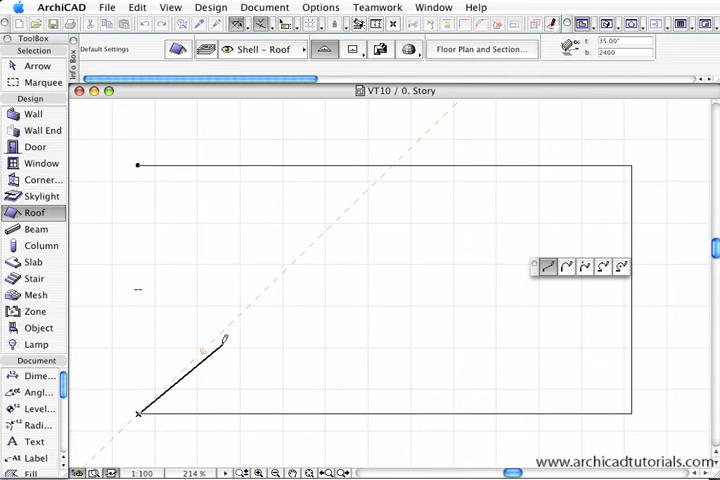 ArchiCAD File Edit View Design Document Options Teamwork Window Help
ToolBox
Selection
Arrow
Marquee
Design
Wall
Wall End
Door
Window
Corner...
Skylight
Roof
Beam
Column
Slab
Stair
Mesh
Zone
Object
Lamp
Document
Dime...
Angl...
Level...
Radi...
Text
Label
Fill
Info Box
Default Settings
Shell - Roof
Floor Plan and Section...
t: 35.00°
b: 2400
VT10 / 0. Story
1:100
214 %
www.archicadtutorials.com